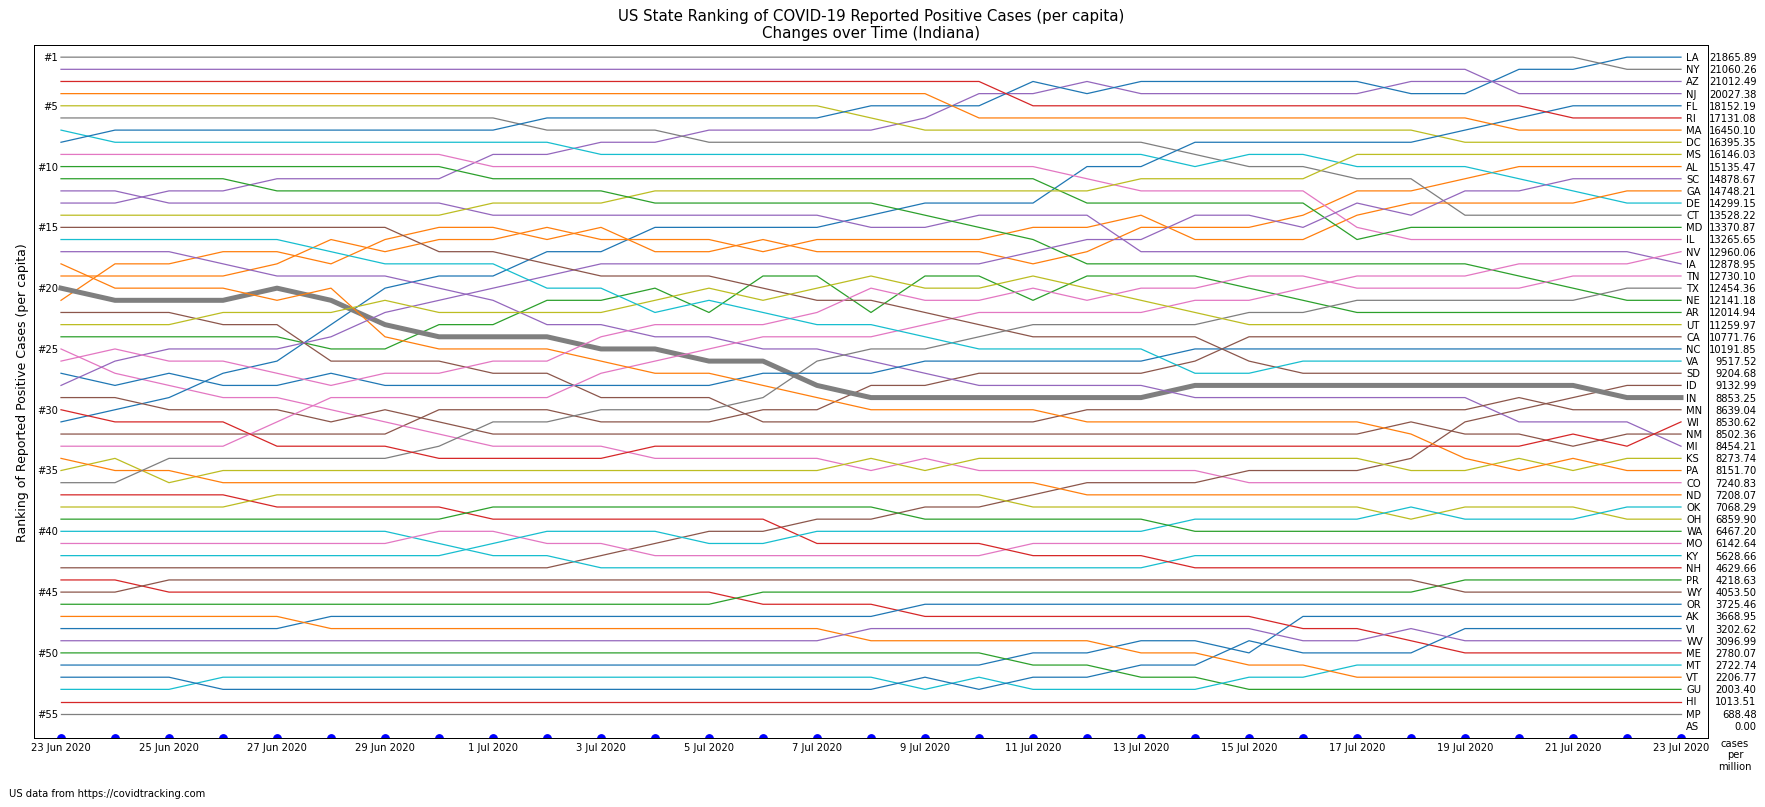 US State Ranking of COVID-19 Reported Positive Cases (per capita)
Changes over Time (Indiana)
Ranking of Reported Positive Cases (per capita)
#1
#5
#10
#15
#20
#25
#30
#35
#40
#45
#50
#55
LA 21865.89
NY 21060.26
AZ 21012.49
NJ 20027.38
FL 18152.19
RI 17131.08
MA 16450.10
DC 16395.35
MS 16146.03
AL 15135.47
SC 14878.67
GA 14748.21
DE 14299.15
CT 13528.22
MD 13370.87
IL 13265.65
NV 12960.06
IA 12878.95
TN 12730.10
TX 12454.36
NE 12141.18
AR 12014.94
UT 11259.97
CA 10771.76
NC 10191.85
VA 9517.52
SD 9204.68
ID 9132.99
IN 8853.25
MN 8639.04
WI 8530.62
NM 8502.36
MI 8454.21
KS 8273.74
PA 8151.70
CO 7240.83
ND 7208.07
OK 7068.29
OH 6859.90
WA 6467.20
MO 6142.64
KY 5628.66
NH 4629.66
PR 4218.63
WY 4053.50
OR 3725.46
AK 3668.95
VI 3202.62
WV 3096.99
ME 2780.07
MT 2722.74
VT 2206.77
GU 2003.40
HI 1013.51
MP 688.48
AS 0.00
23 Jun 2020 25 Jun 2020 27 Jun 2020 29 Jun 2020 1 Jul 2020 3 Jul 2020 5 Jul 2020 7 Jul 2020 9 Jul 2020 11 Jul 2020 13 Jul 2020 15 Jul 2020 17 Jul 2020 19 Jul 2020 21 Jul 2020 23 Jul 2020
cases
per
million
US data from https://covidtracking.com